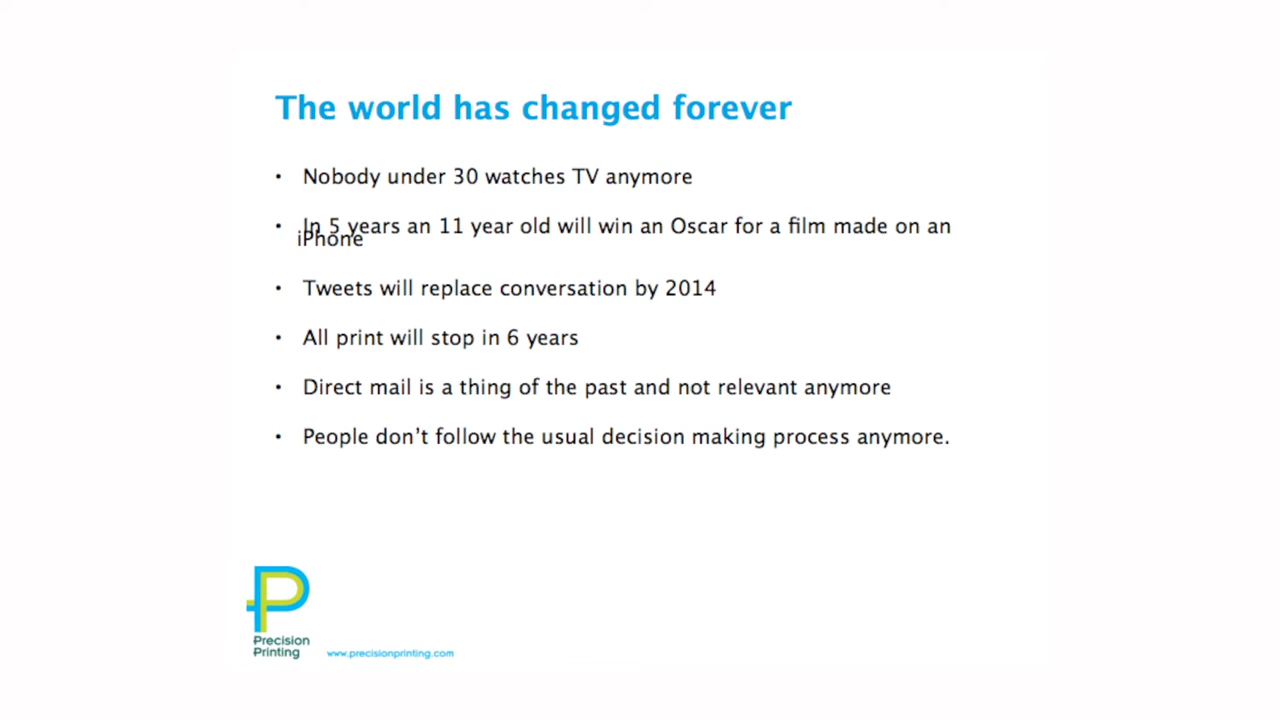 The world has changed forever
• Nobody under 30 watches TV anymore
• In 5 years an 11 year old will win an Oscar for a film made on an
iPhone
• Tweets will replace conversation by 2014
• All print will stop in 6 years
• Direct mail is a thing of the past and not relevant anymore
• People don’t follow the usual decision making process anymore.
Precision
Printing
www.precisionprinting.com